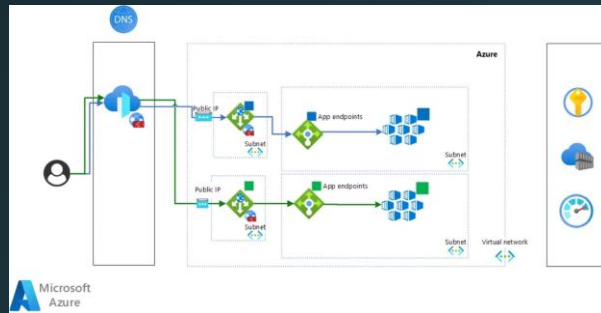 DNS
Azure
Public IP
App endpoints
Subnet
Subnet
Public IP
App endpoints
Subnet
Subnet
Virtual network
Microsoft
Azure